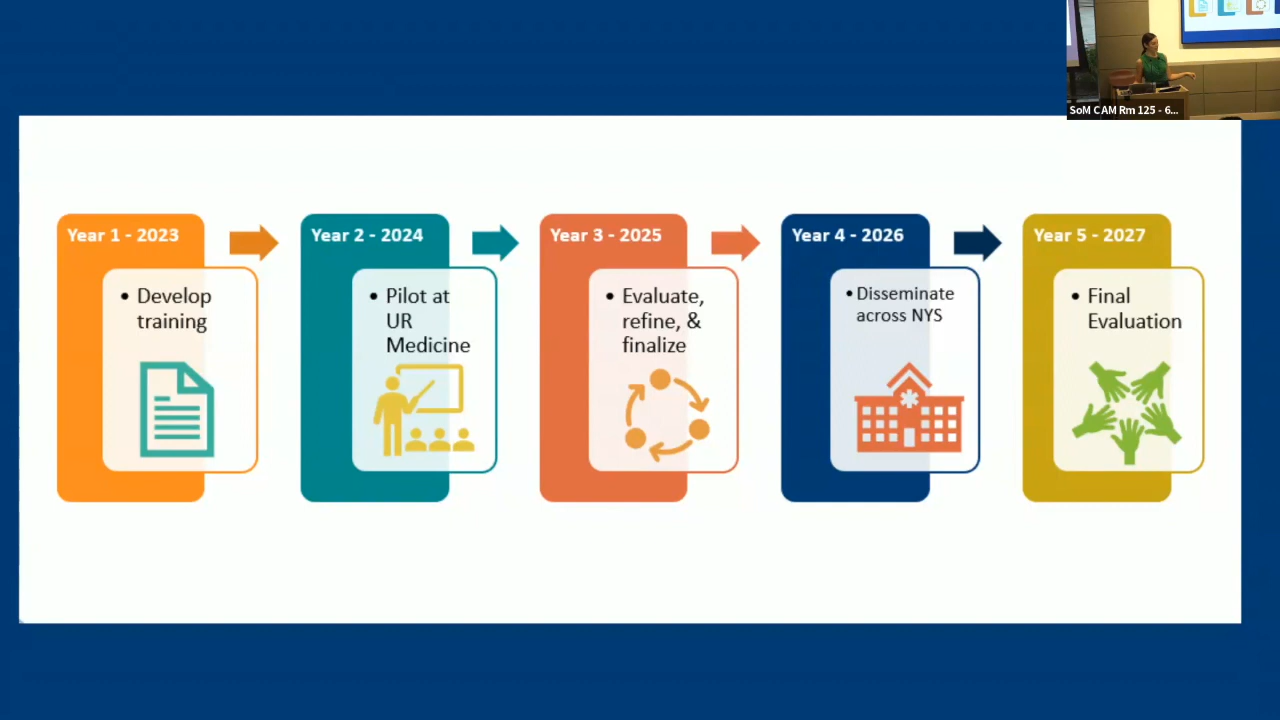 SoM CAM Rm 125 - 6...
Year 1 - 2023
• Develop
training
Year 2 - 2024
• Pilot at
UR
Medicine
Year 3 - 2025
• Evaluate,
refine, &
finalize
Year 4 - 2026
• Disseminate
across NYS
Year 5 - 2027
• Final
Evaluation